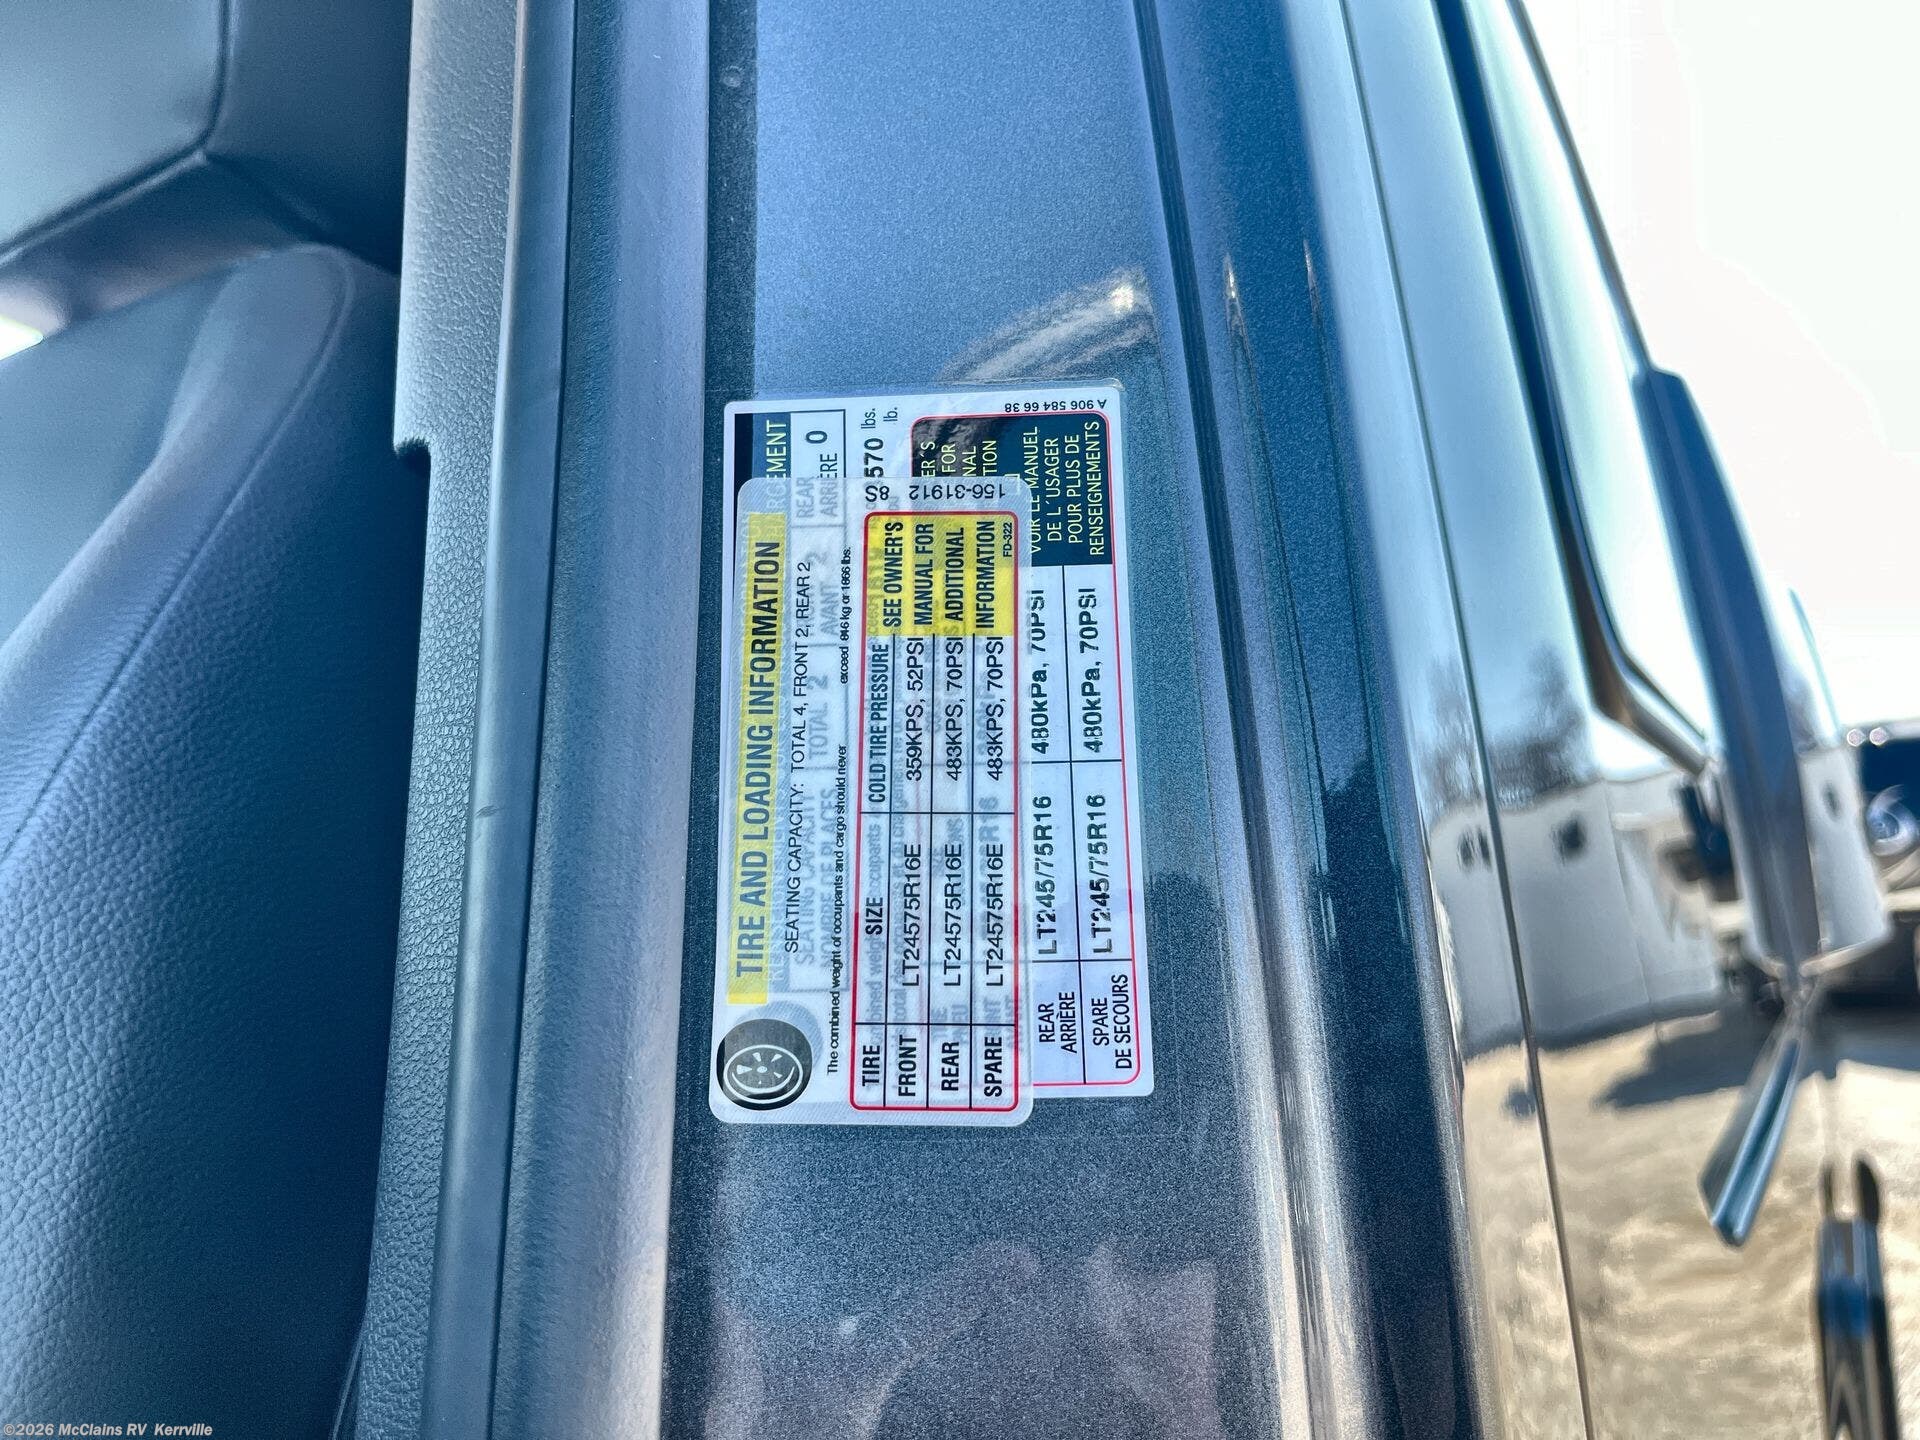 TIRE AND LOADING INFORMATION
SEATING CAPACITY: TOTAL 4, FRONT 2, REAR 2
The combined weight of occupants and cargo should never exceed 846 kg or 1866 lbs.
TIRE SIZE COLD TIRE PRESSURE SEE OWNER'S
FRONT LT24575R16E 359KPS, 52PSI MANUAL FOR
REAR LT24575R16E 483KPS, 70PSI ADDITIONAL
SPARE LT24575R16E 483KPS, 70PSI INFORMATION
FD-322
156-31912
8S
REAR
ARRIÈRE 0
570 lbs.
lb.
VOIR LE MANUEL
DE L'USAGER
POUR PLUS DE
RENSEIGNEMENTS
REAR
ARRIÈRE LT245/75R16 480kPa, 70PSI
SPARE
DE SECOURS LT245/75R16 480kPa, 70PSI
A 906 584 66 38
©2026 McClains RV Kerrville